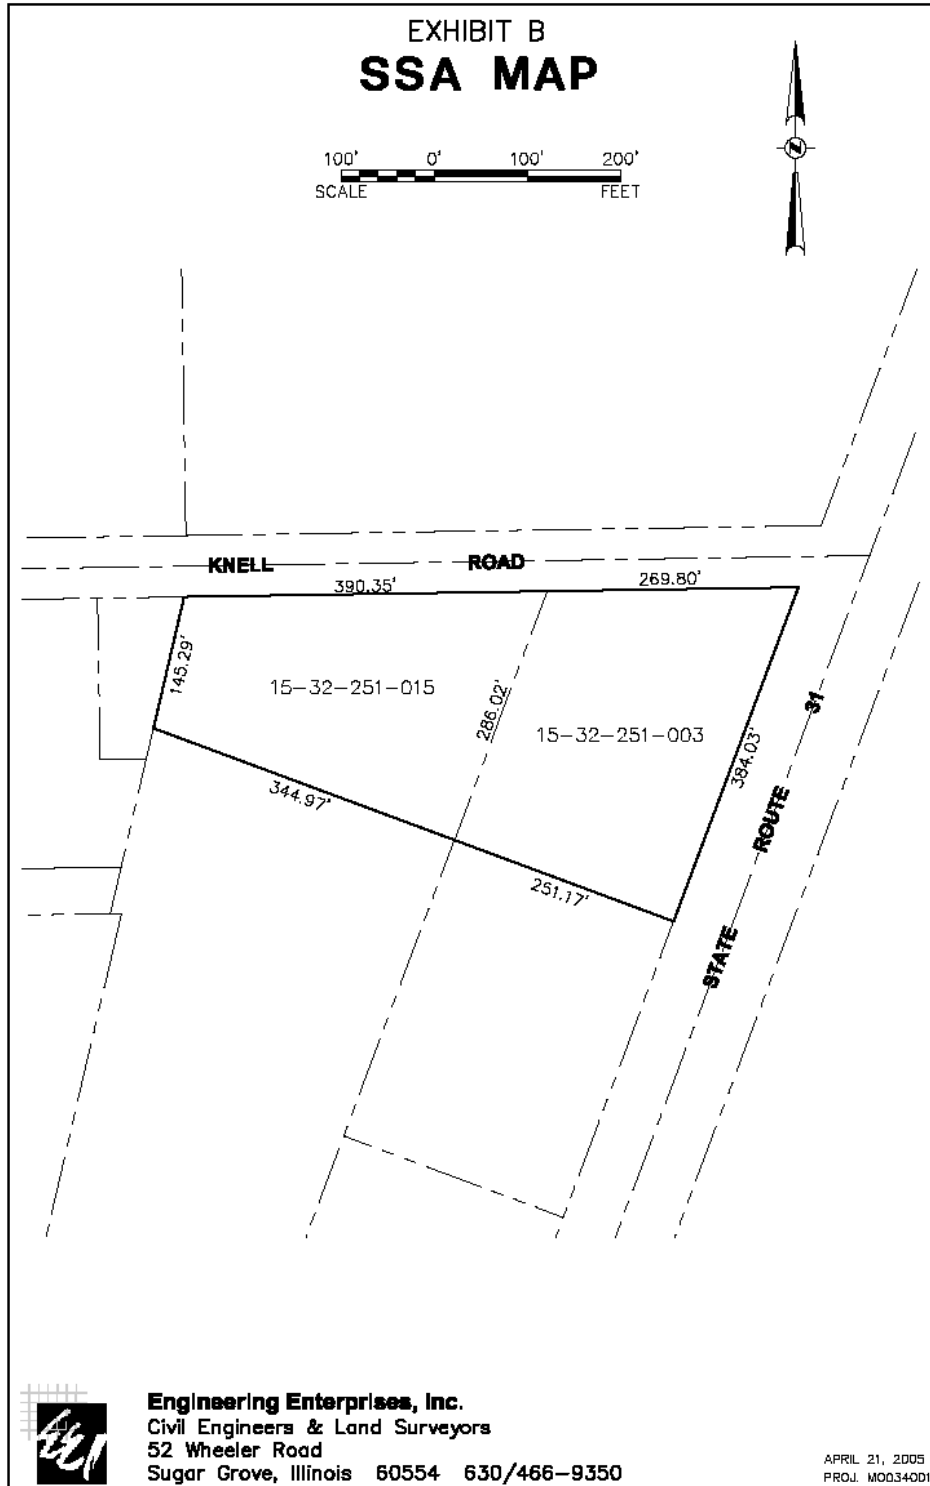 EXHIBIT B
SSA MAP
100' 0' 100' 200'
SCALE FEET
N
KNELL ROAD
390.35' 269.80'
145.29'
15-32-251-015
286.02'
15-32-251-003
384.03'
31
ROUTE
STATE
344.97'
251.17'
Engineering Enterprises, Inc.
Civil Engineers & Land Surveyors
52 Wheeler Road
Sugar Grove, Illinois 60554 630/466-9350
APRIL 21, 2005
PROJ. MO034001